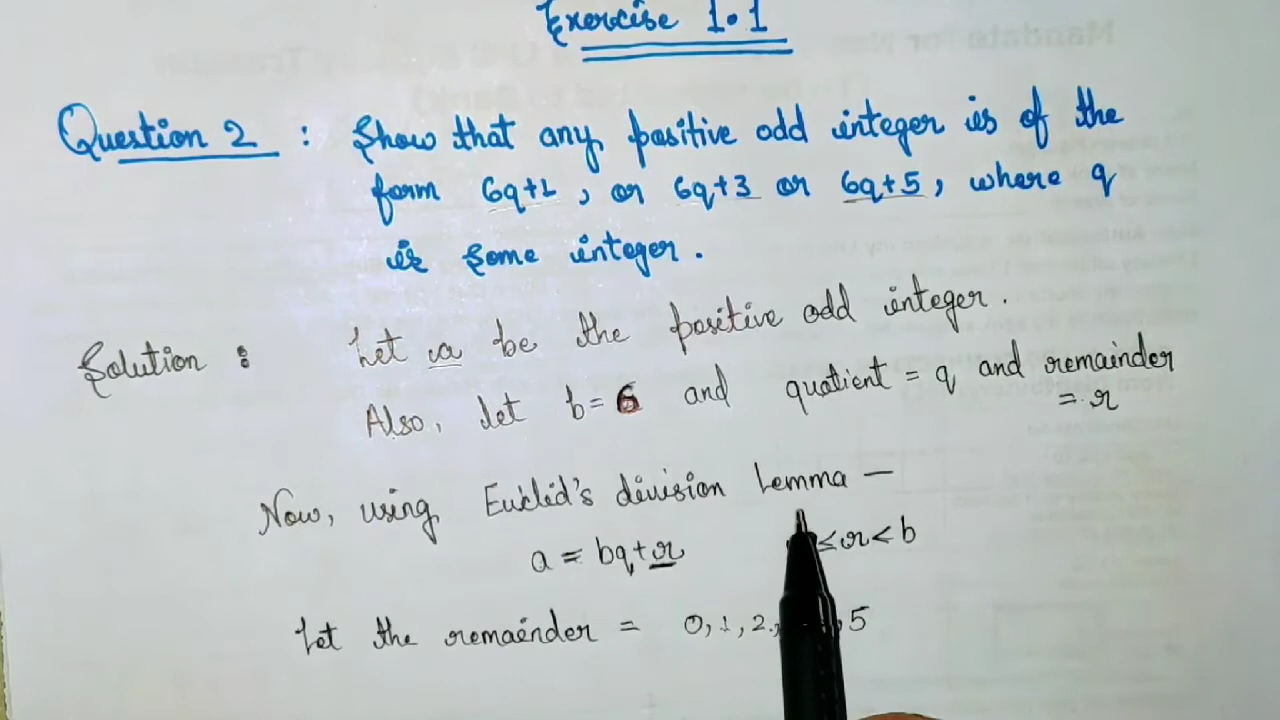 Exercise 1.1
Question 2 : Show that any positive odd integer is of the
form 6q+1, or 6q+3 or 6q+5, where q
is some integer.
Solution : Let a be the positive odd integer.
Also, let b=6 and quotient = q and remainder
= r
Now, using Euclid's division Lemma —
a = bq+r ≤r<b
Let the remainder = 0,1,2, ,5